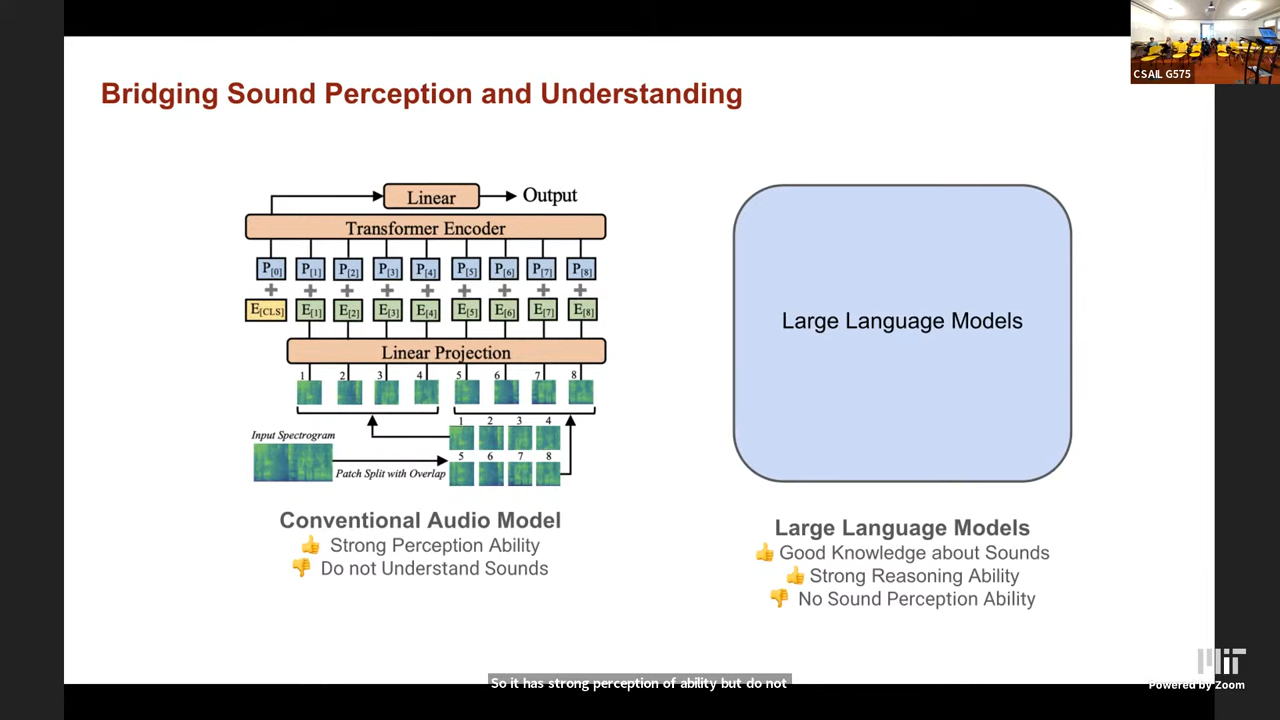 CSAIL G575
Bridging Sound Perception and Understanding
Linear
Output
Transformer Encoder
P[0] P[1] P[2] P[3] P[4] P[5] P[6] P[7] P[8]
+ + + + + + + + +
E[CLS] E[1] E[2] E[3] E[4] E[5] E[6] E[7] E[8]
Linear Projection
1 2 3 4 5 6 7 8
1 2 3 4
Input Spectrogram
5 6 7 8
Patch Split with Overlap
Conventional Audio Model
👍 Strong Perception Ability
👎 Do not Understand Sounds
Large Language Models
Large Language Models
👍 Good Knowledge about Sounds
👍 Strong Reasoning Ability
👎 No Sound Perception Ability
MIT
Powered by Zoom
So it has strong perception of ability but do not